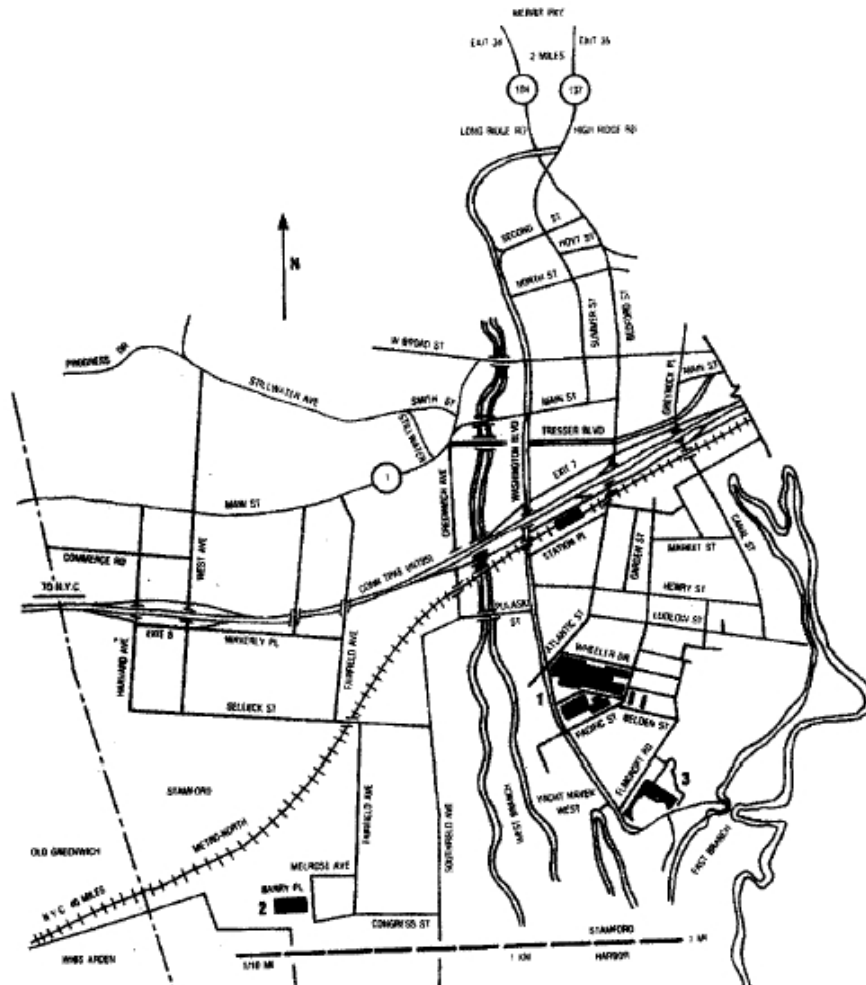 MERRITT PKY
EXIT 34
EXIT 35
2 MILES
104
137
LONG RIDGE RD
HIGH RIDGE RD
SECOND ST
HOYT ST
NORTH ST
N
SUMMER ST
BEDFORD ST
W BROAD ST
PROGRESS DR
STILLWATER AVE
SMITH ST
STILLWATER
MAIN ST
GREYROCK PL
MAIN ST
TRESSER BLVD
WASHINGTON BLVD
EXIT 7
1
MAIN ST
GREENWICH AVE
COMMERCE RD
WEST AVE
CONN TPKE (RT95)
STATION PL
GARDEN ST
MARKET ST
CANAL ST
TO N.Y.C.
HENRY ST
PULASKI ST
LUDLOW ST
EXIT 6
WAVERLY PL
HARVARD AVE
FAIRFIELD AVE
ATLANTIC ST
WHEELER DR
SELLECK ST
1
PACIFIC ST
BELDEN ST
ELMCROFT RD
3
STAMFORD
YACHT HAVEN WEST
WEST BRANCH
EAST BRANCH
OLD GREENWICH
METRO-NORTH
FAIRFIELD AVE
SOUTHFIELD AVE
MELROSE AVE
N.Y.C. 40 MILES
BARRY PL
2
CONGRESS ST
STAMFORD
HARBOR
1/10 MI
1 KM
1 MI